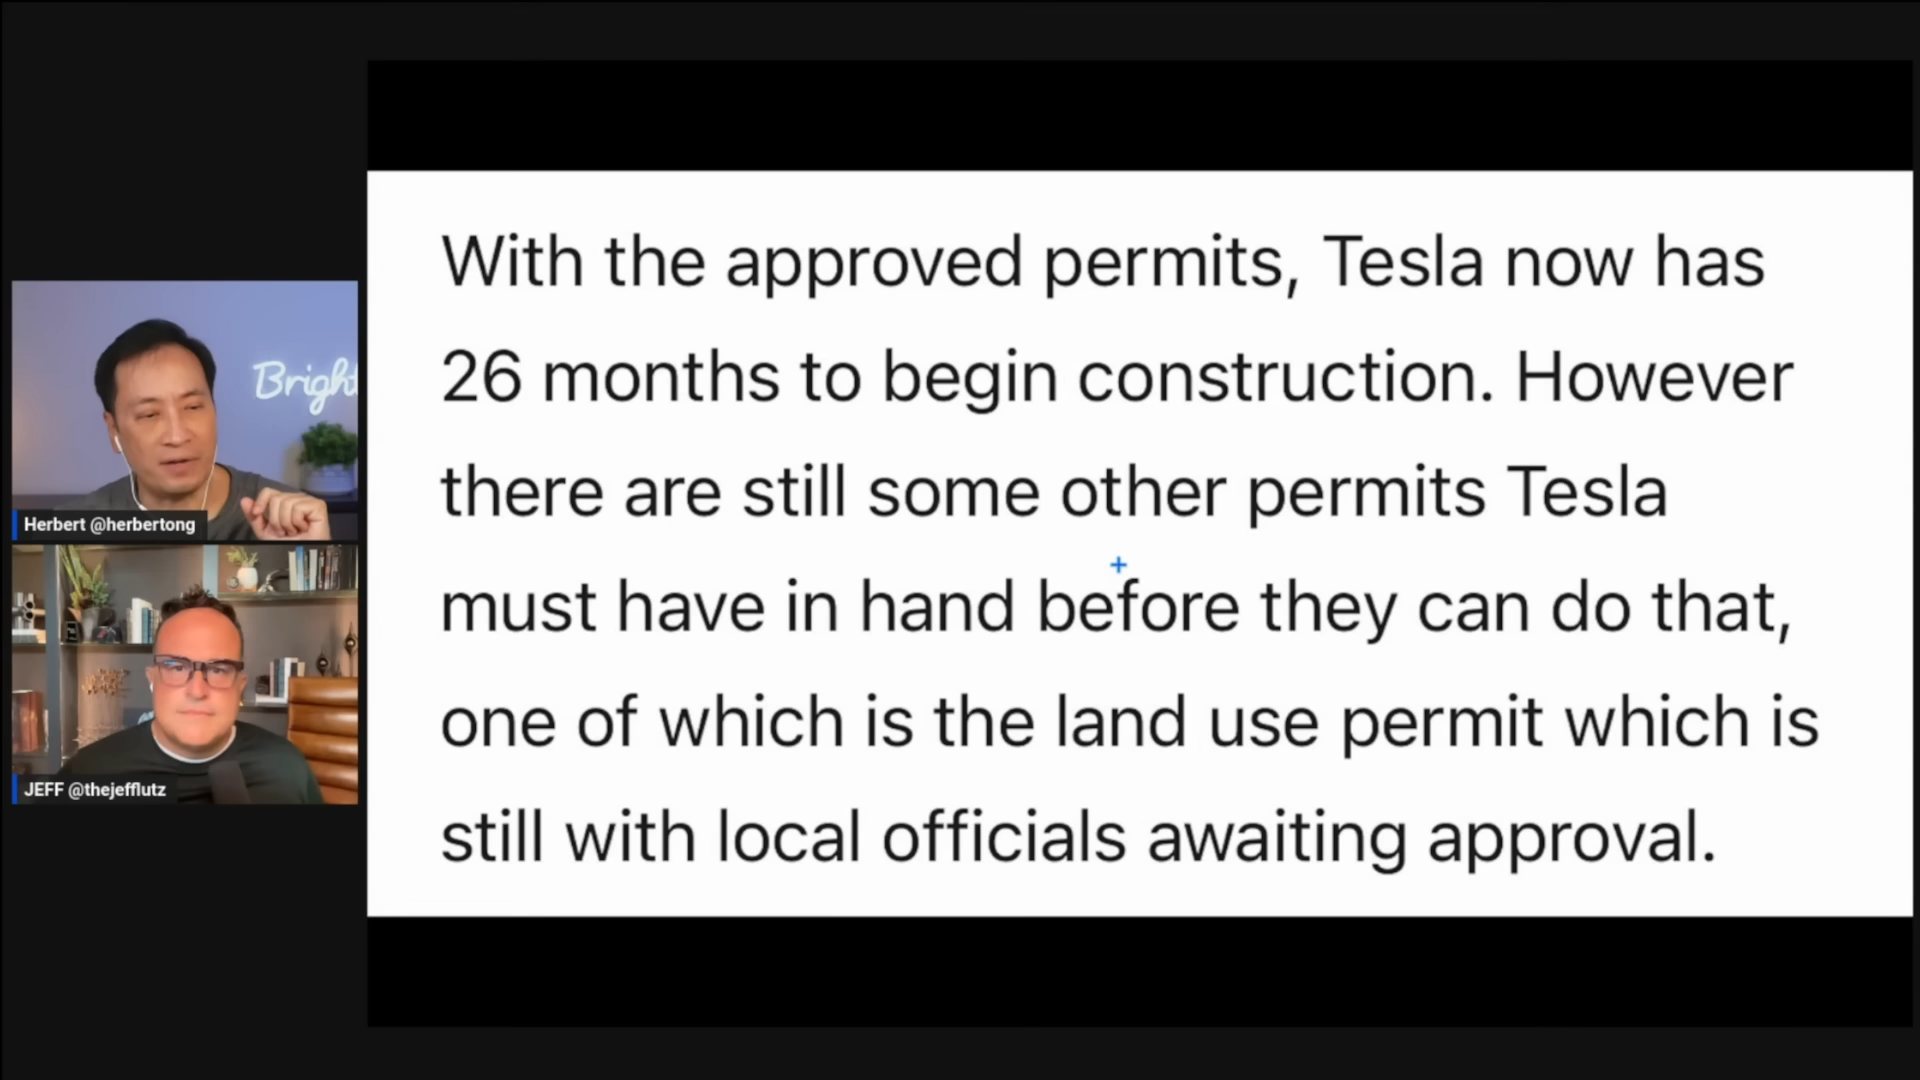 With the approved permits, Tesla now has
26 months to begin construction. However
there are still some other permits Tesla
must have in hand before they can do that,
one of which is the land use permit which is
still with local officials awaiting approval.
Bright
Herbert @herbertong
JEFF @thejefflutz